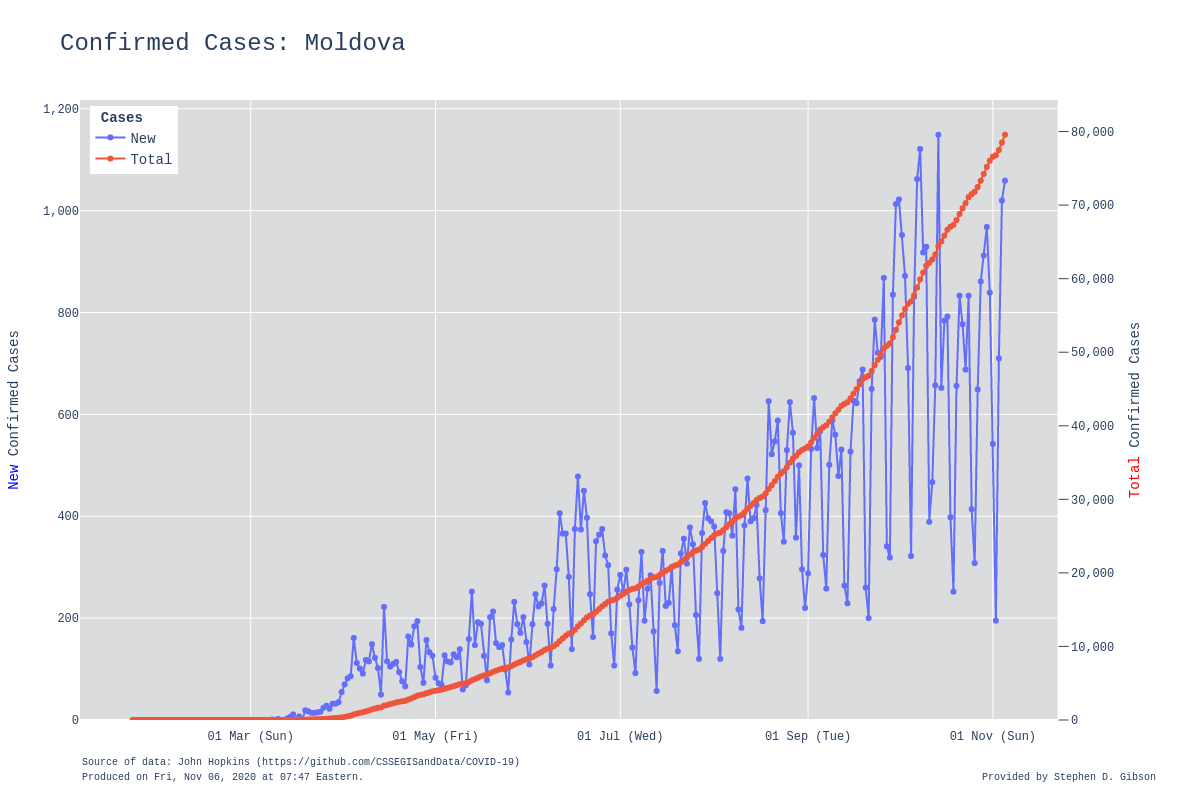 Confirmed Cases: Moldova
Cases
New
Total
1,200
1,000
800
600
400
200
0
New Confirmed Cases
80,000
70,000
60,000
50,000
40,000
30,000
20,000
10,000
0
Total Confirmed Cases
01 Mar (Sun)
01 May (Fri)
01 Jul (Wed)
01 Sep (Tue)
01 Nov (Sun)
Source of data: John Hopkins (https://github.com/CSSEGISandData/COVID-19)
Produced on Fri, Nov 06, 2020 at 07:47 Eastern.
Provided by Stephen D. Gibson